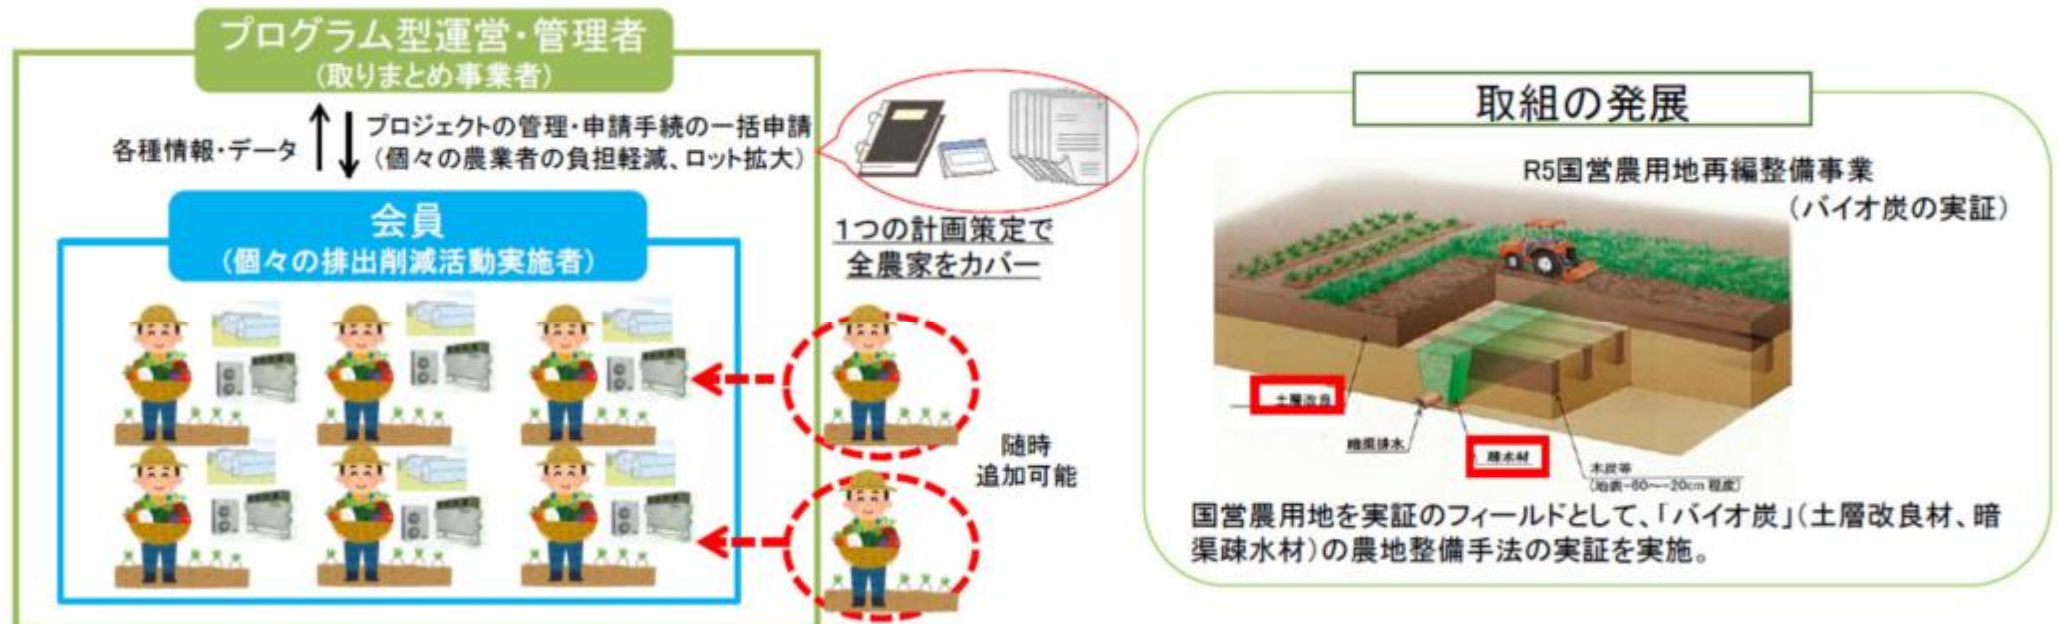 プログラム型運営・管理者
(取りまとめ事業者)
各種情報・データ
プロジェクトの管理・申請手続の一括申請
(個々の農業者の負担軽減、ロット拡大)
会員
(個々の排出削減活動実施者)
1つの計画策定で
全農家をカバー
随時
追加可能
取組の発展
R5国営農用地再編整備事業
(バイオ炭の実証)
土層改良
暗渠排水
疎水材
木炭等
(地表-60～-20cm程度)
国営農用地を実証のフィールドとして、「バイオ炭」(土層改良材、暗
渠疎水材)の農地整備手法の実証を実施。